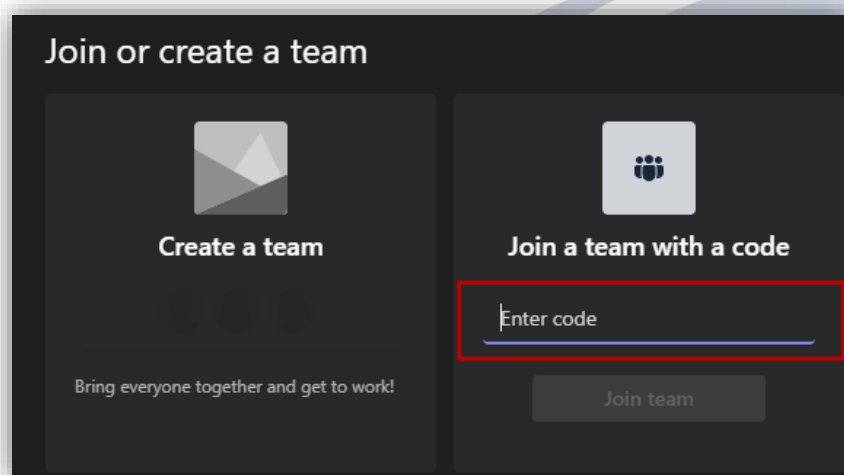 Join or create a team
Create a team
Bring everyone together and get to work!
Join a team with a code
Enter code
Join team